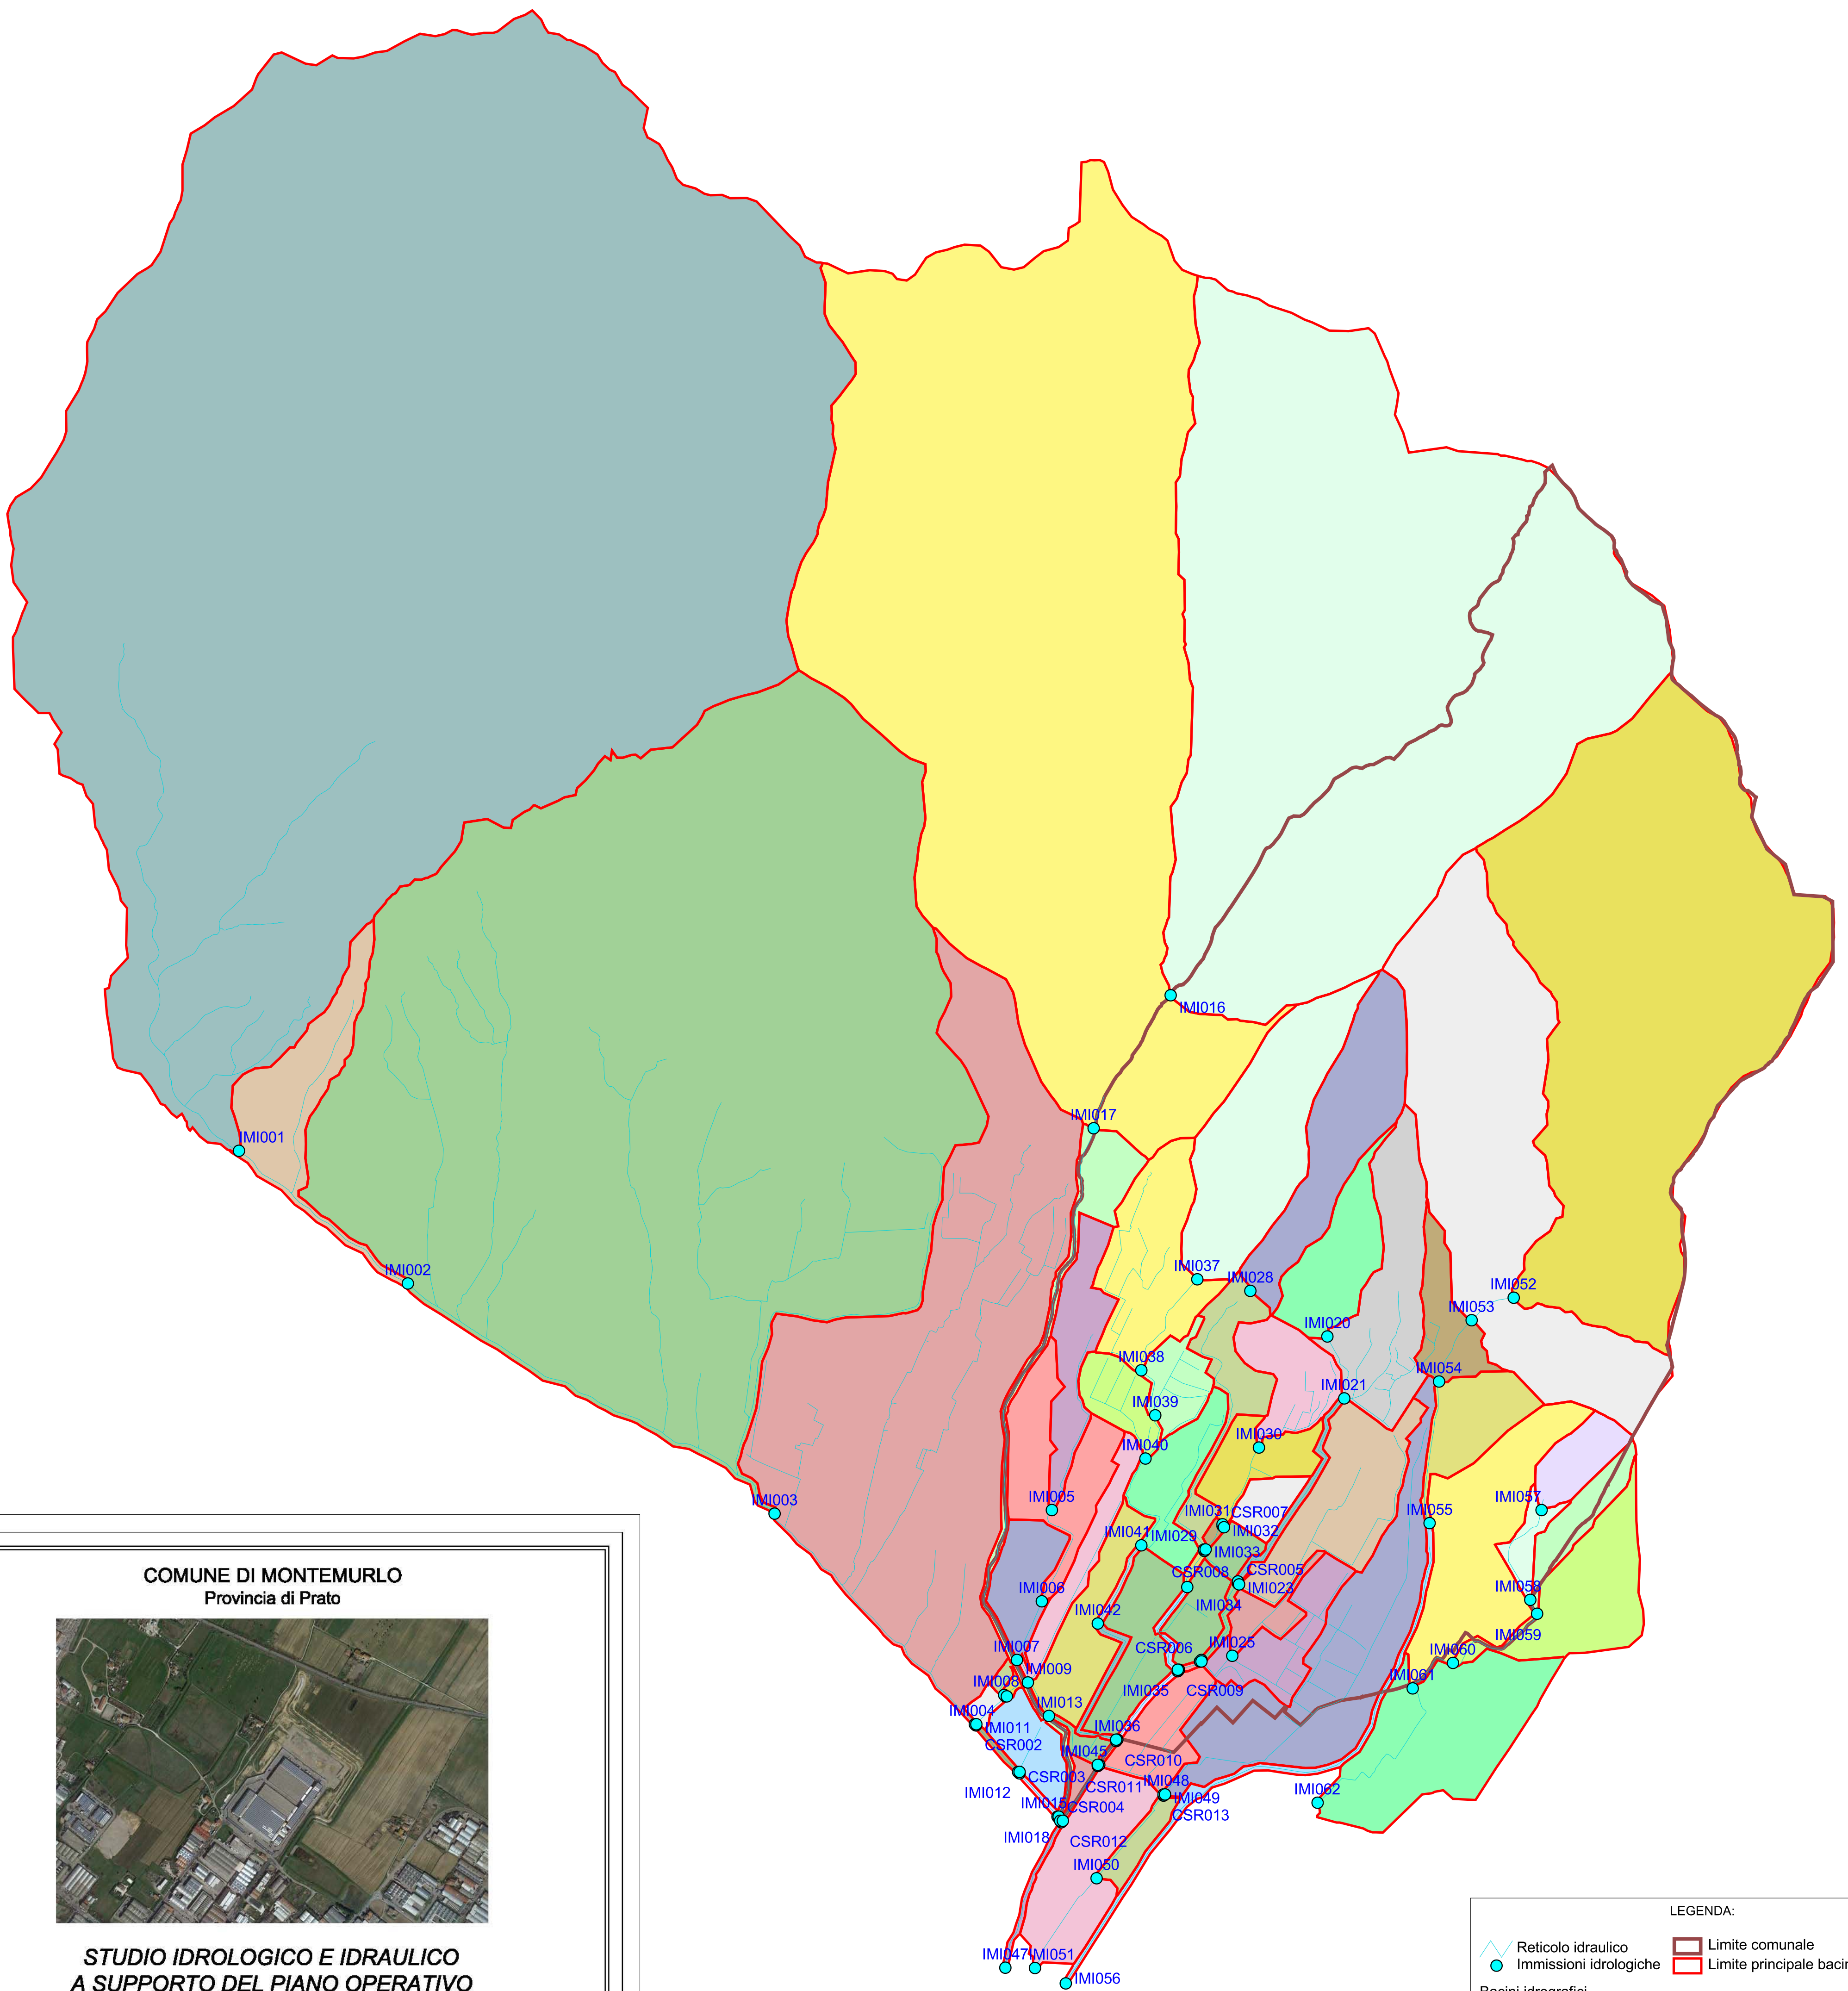 IMI016
IMI017
IMI001
IMI002
IMI037
IMI028
IMI052
IMI053
IMI020
IMI038
IMI054
IMI021
IMI039
IMI030
IMI040
IMI003
IMI005
IMI031
CSR007
IMI055
IMI057
IMI032
IMI041
IMI029
IMI033
CSR008
CSR005
IMI023
IMI006
IMI058
IMI034
IMI042
IMI059
IMI007
CSR006
IMI025
IMI060
IMI009
IMI061
IMI008
IMI035
CSR009
IMI013
IMI004
IMI011
IMI036
CSR002
IMI045
CSR010
CSR003
IMI048
CSR011
IMI012
IMI049
IMI062
IMI015
CSR004
CSR013
IMI018
CSR012
IMI050
IMI047
IMI051
IMI056
COMUNE DI MONTEMURLO
Provincia di Prato
STUDIO IDROLOGICO E IDRAULICO
A SUPPORTO DEL PIANO OPERATIVO
LEGENDA:
Reticolo idraulico
Limite comunale
Immissioni idrologiche
Limite principale bacin